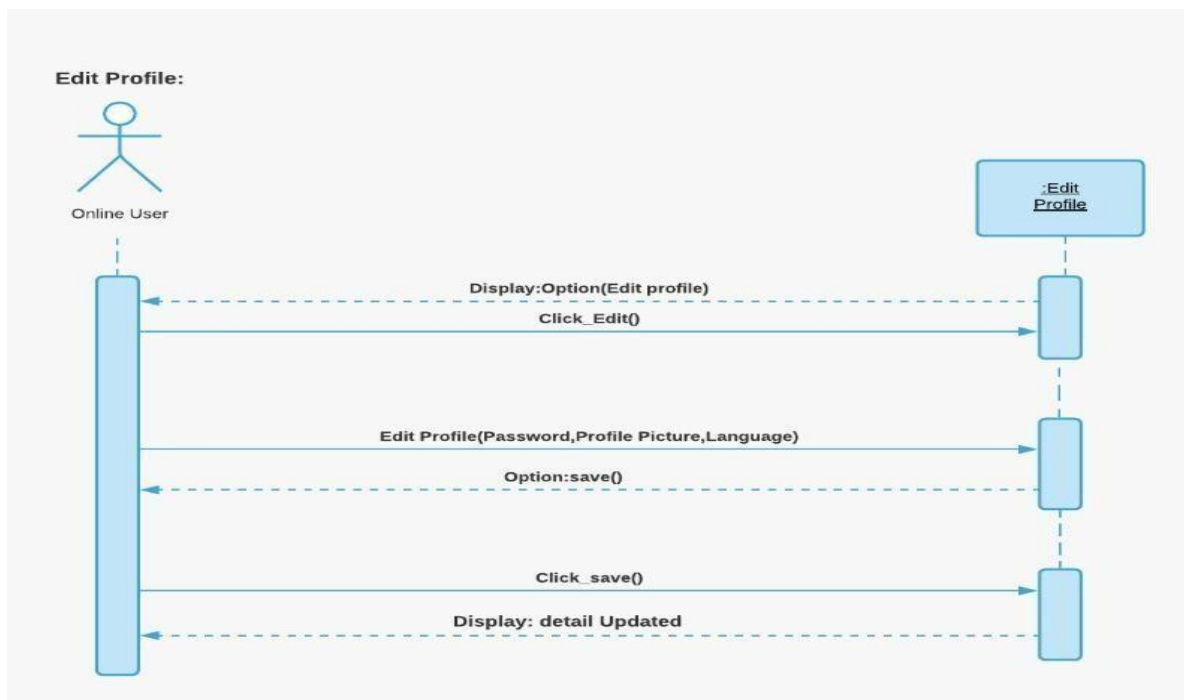 Edit Profile:
Online User
:Edit
Profile
Display:Option(Edit profile)
Click_Edit()
Edit Profile(Password,Profile Picture,Language)
Option:save()
Click_save()
Display: detail Updated